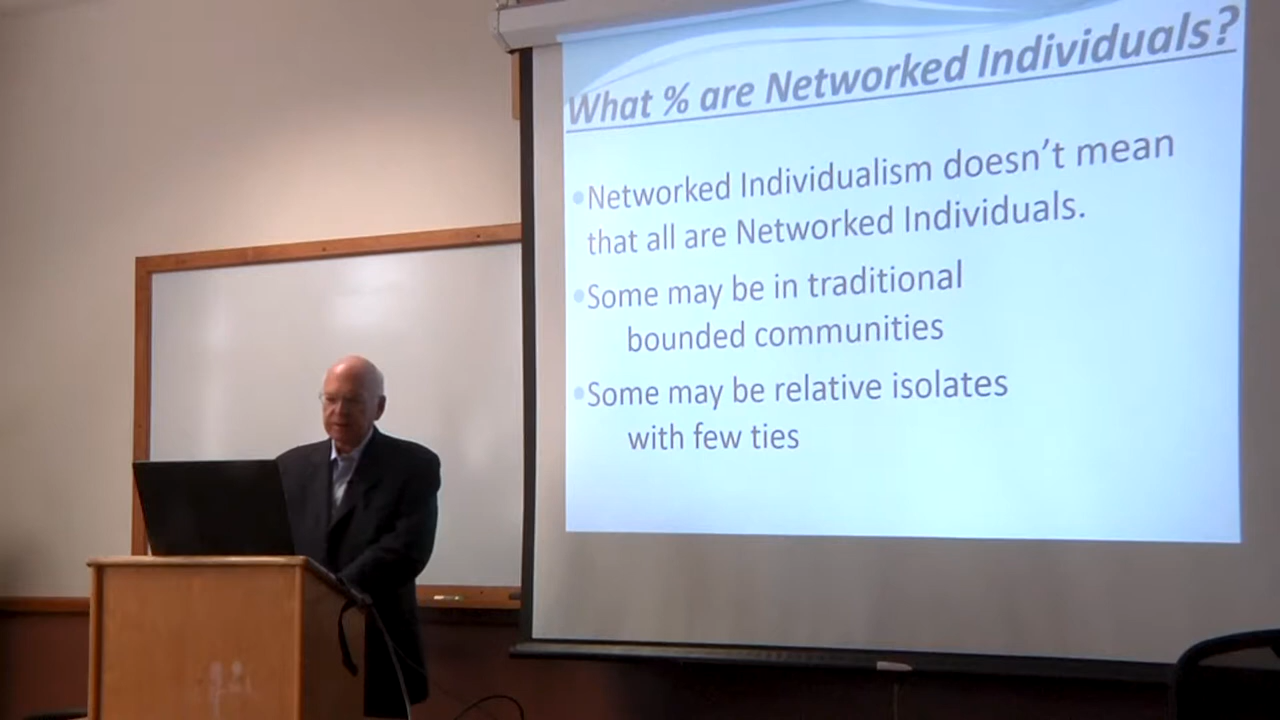 What % are Networked Individuals?
•Networked Individualism doesn't mean
that all are Networked Individuals.
•Some may be in traditional
bounded communities
•Some may be relative isolates
with few ties